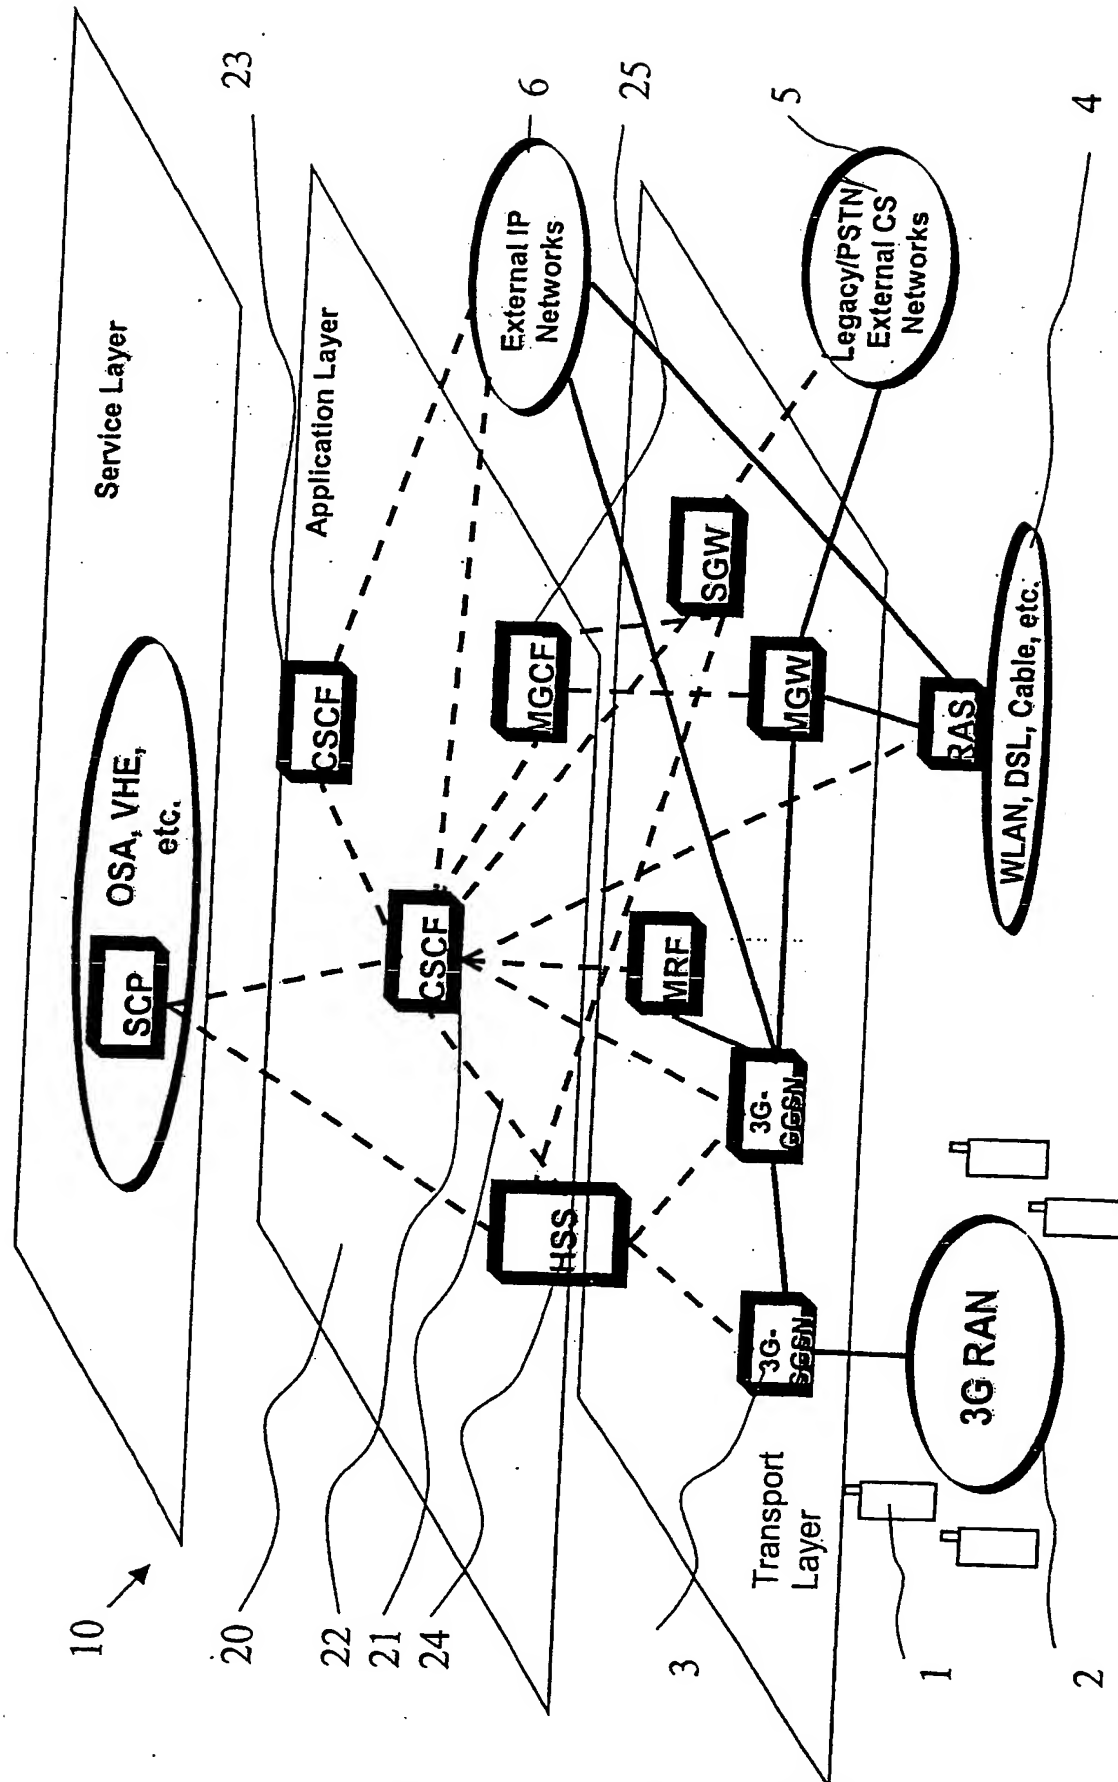 10
Service Layer
SCP
OSA, VHE,
etc.
23
20
22
21
24
Application Layer
CSCF
CSCF
HSS
MGCF
External IP
Networks
6
25
3
Transport
Layer
3G-
SGSN
3G-
GGSN
MRF
MGW
SGW
Legacy/PSTN
External CS
Networks
5
1
2
3G RAN
RAS
WLAN, DSL, Cable, etc.
4